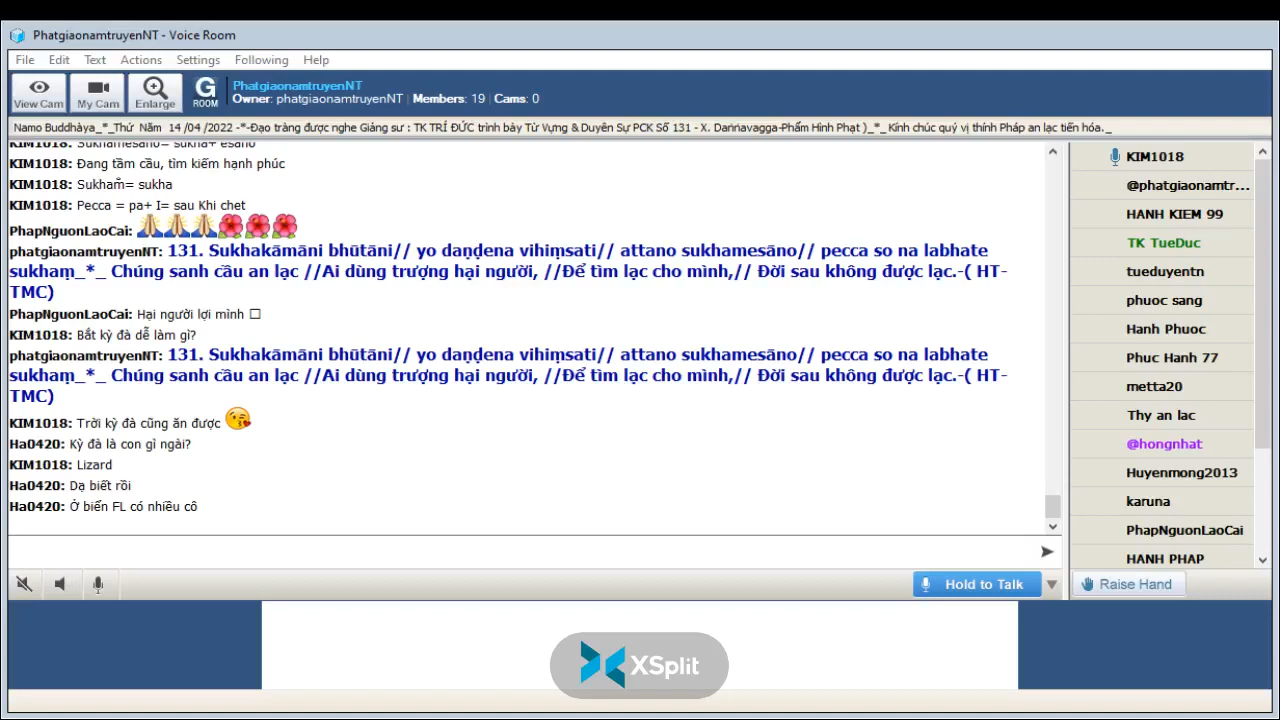 PhatgiaonamtruyenNT - Voice Room
File Edit Text Actions Settings Following Help
View Cam My Cam Enlarge G ROOM
PhatgiaonamtruyenNT
Owner: phatgiaonamtruyenNT | Members: 19 | Cams: 0
Namo Buddhàya_*_Thứ Năm 14 /04 /2022 -*-Đạo tràng được nghe Giảng sư : TK TRÍ ĐỨC trình bày Từ Vựng & Duyên Sự PCK Số 131 - X. Daṇṇavagga-Phẩm Hình Phạt )_*_ Kính chúc quý vị thính Pháp an lạc tiến hóa._
KIM1018: Sukhamesāno= sukha+ esāno
KIM1018: Đang tầm cầu, tìm kiếm hạnh phúc
KIM1018: Sukham̉= sukha
KIM1018: Pecca = pa+ I= sau Khi chet
PhapNguonLaoCai:
phatgiaonamtruyenNT: 131. Sukhakāmāni bhūtāni// yo daṇḍena vihiṃsati// attano sukhamesāno// pecca so na labhate
sukhaṃ_*_ Chúng sanh cầu an lạc //Ai dùng trượng hại người, //Để tìm lạc cho mình,// Đời sau không được lạc.-( HT-
TMC)
PhapNguonLaoCai: Hại người lợi mình □
KIM1018: Bắt kỳ đà dễ làm gì?
phatgiaonamtruyenNT: 131. Sukhakāmāni bhūtāni// yo daṇḍena vihiṃsati// attano sukhamesāno// pecca so na labhate
sukhaṃ_*_ Chúng sanh cầu an lạc //Ai dùng trượng hại người, //Để tìm lạc cho mình,// Đời sau không được lạc.-( HT-
TMC)
KIM1018: Trời kỳ đà cũng ăn được
Ha0420: Kỳ đà là con gì ngài?
KIM1018: Lizard
Ha0420: Dạ biết rồi
Ha0420: Ở biển FL có nhiều cô
KIM1018
@phatgiaonamtr...
HANH KIEM 99
TK TueDuc
tueduyentn
phuoc sang
Hanh Phuoc
Phuc Hanh 77
metta20
Thy an lac
@hongnhat
Huyenmong2013
karuna
PhapNguonLaoCai
HANH PHAP
Hold to Talk
Raise Hand
XSplit